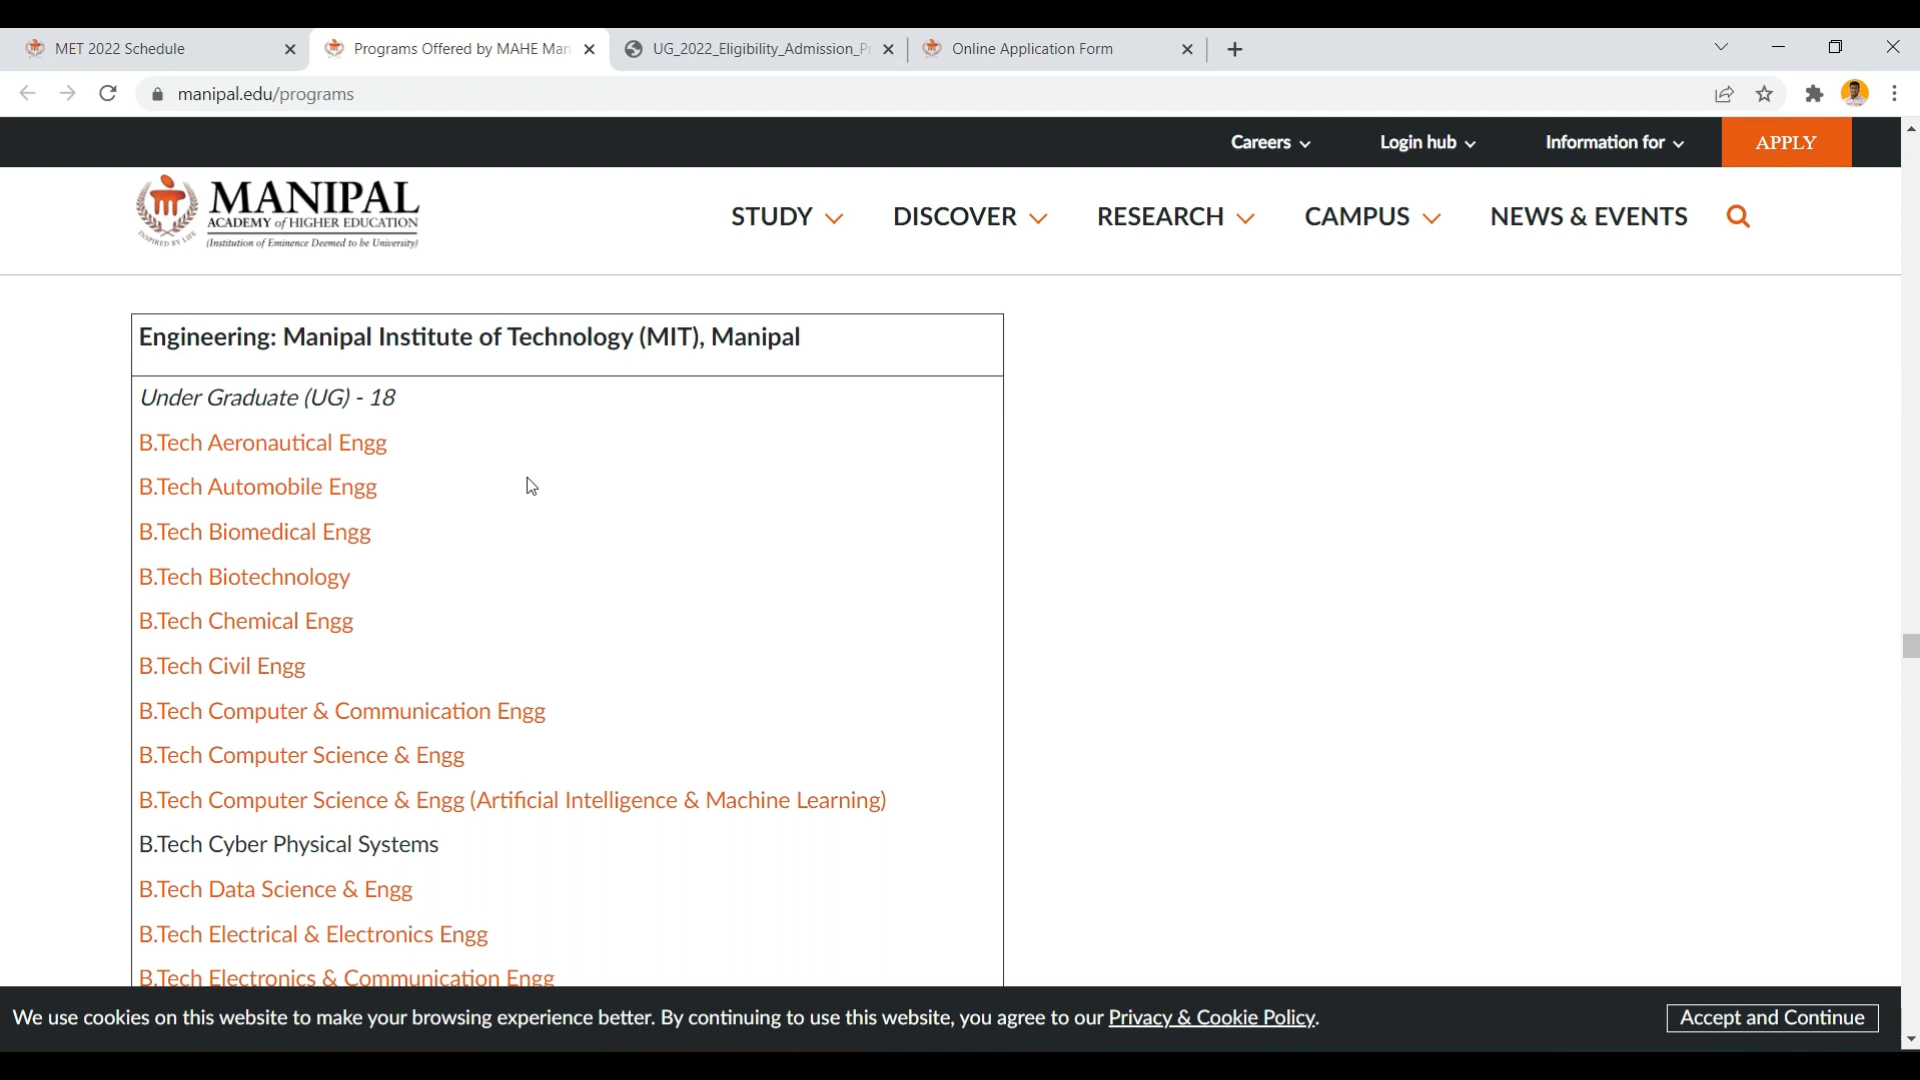 MET 2022 Schedule
Programs Offered by MAHE Man
UG_2022_Eligibility_Admission_Pr
Online Application Form
manipal.edu/programs
Careers
Login hub
Information for
APPLY
MANIPAL
ACADEMY of HIGHER EDUCATION
(Institution of Eminence Deemed to be University)
INSPIRED BY LIFE
STUDY
DISCOVER
RESEARCH
CAMPUS
NEWS & EVENTS
Engineering: Manipal Institute of Technology (MIT), Manipal
Under Graduate (UG) - 18
B.Tech Aeronautical Engg
B.Tech Automobile Engg
B.Tech Biomedical Engg
B.Tech Biotechnology
B.Tech Chemical Engg
B.Tech Civil Engg
B.Tech Computer & Communication Engg
B.Tech Computer Science & Engg
B.Tech Computer Science & Engg (Artificial Intelligence & Machine Learning)
B.Tech Cyber Physical Systems
B.Tech Data Science & Engg
B.Tech Electrical & Electronics Engg
B.Tech Electronics & Communication Engg
We use cookies on this website to make your browsing experience better. By continuing to use this website, you agree to our Privacy & Cookie Policy.
Accept and Continue